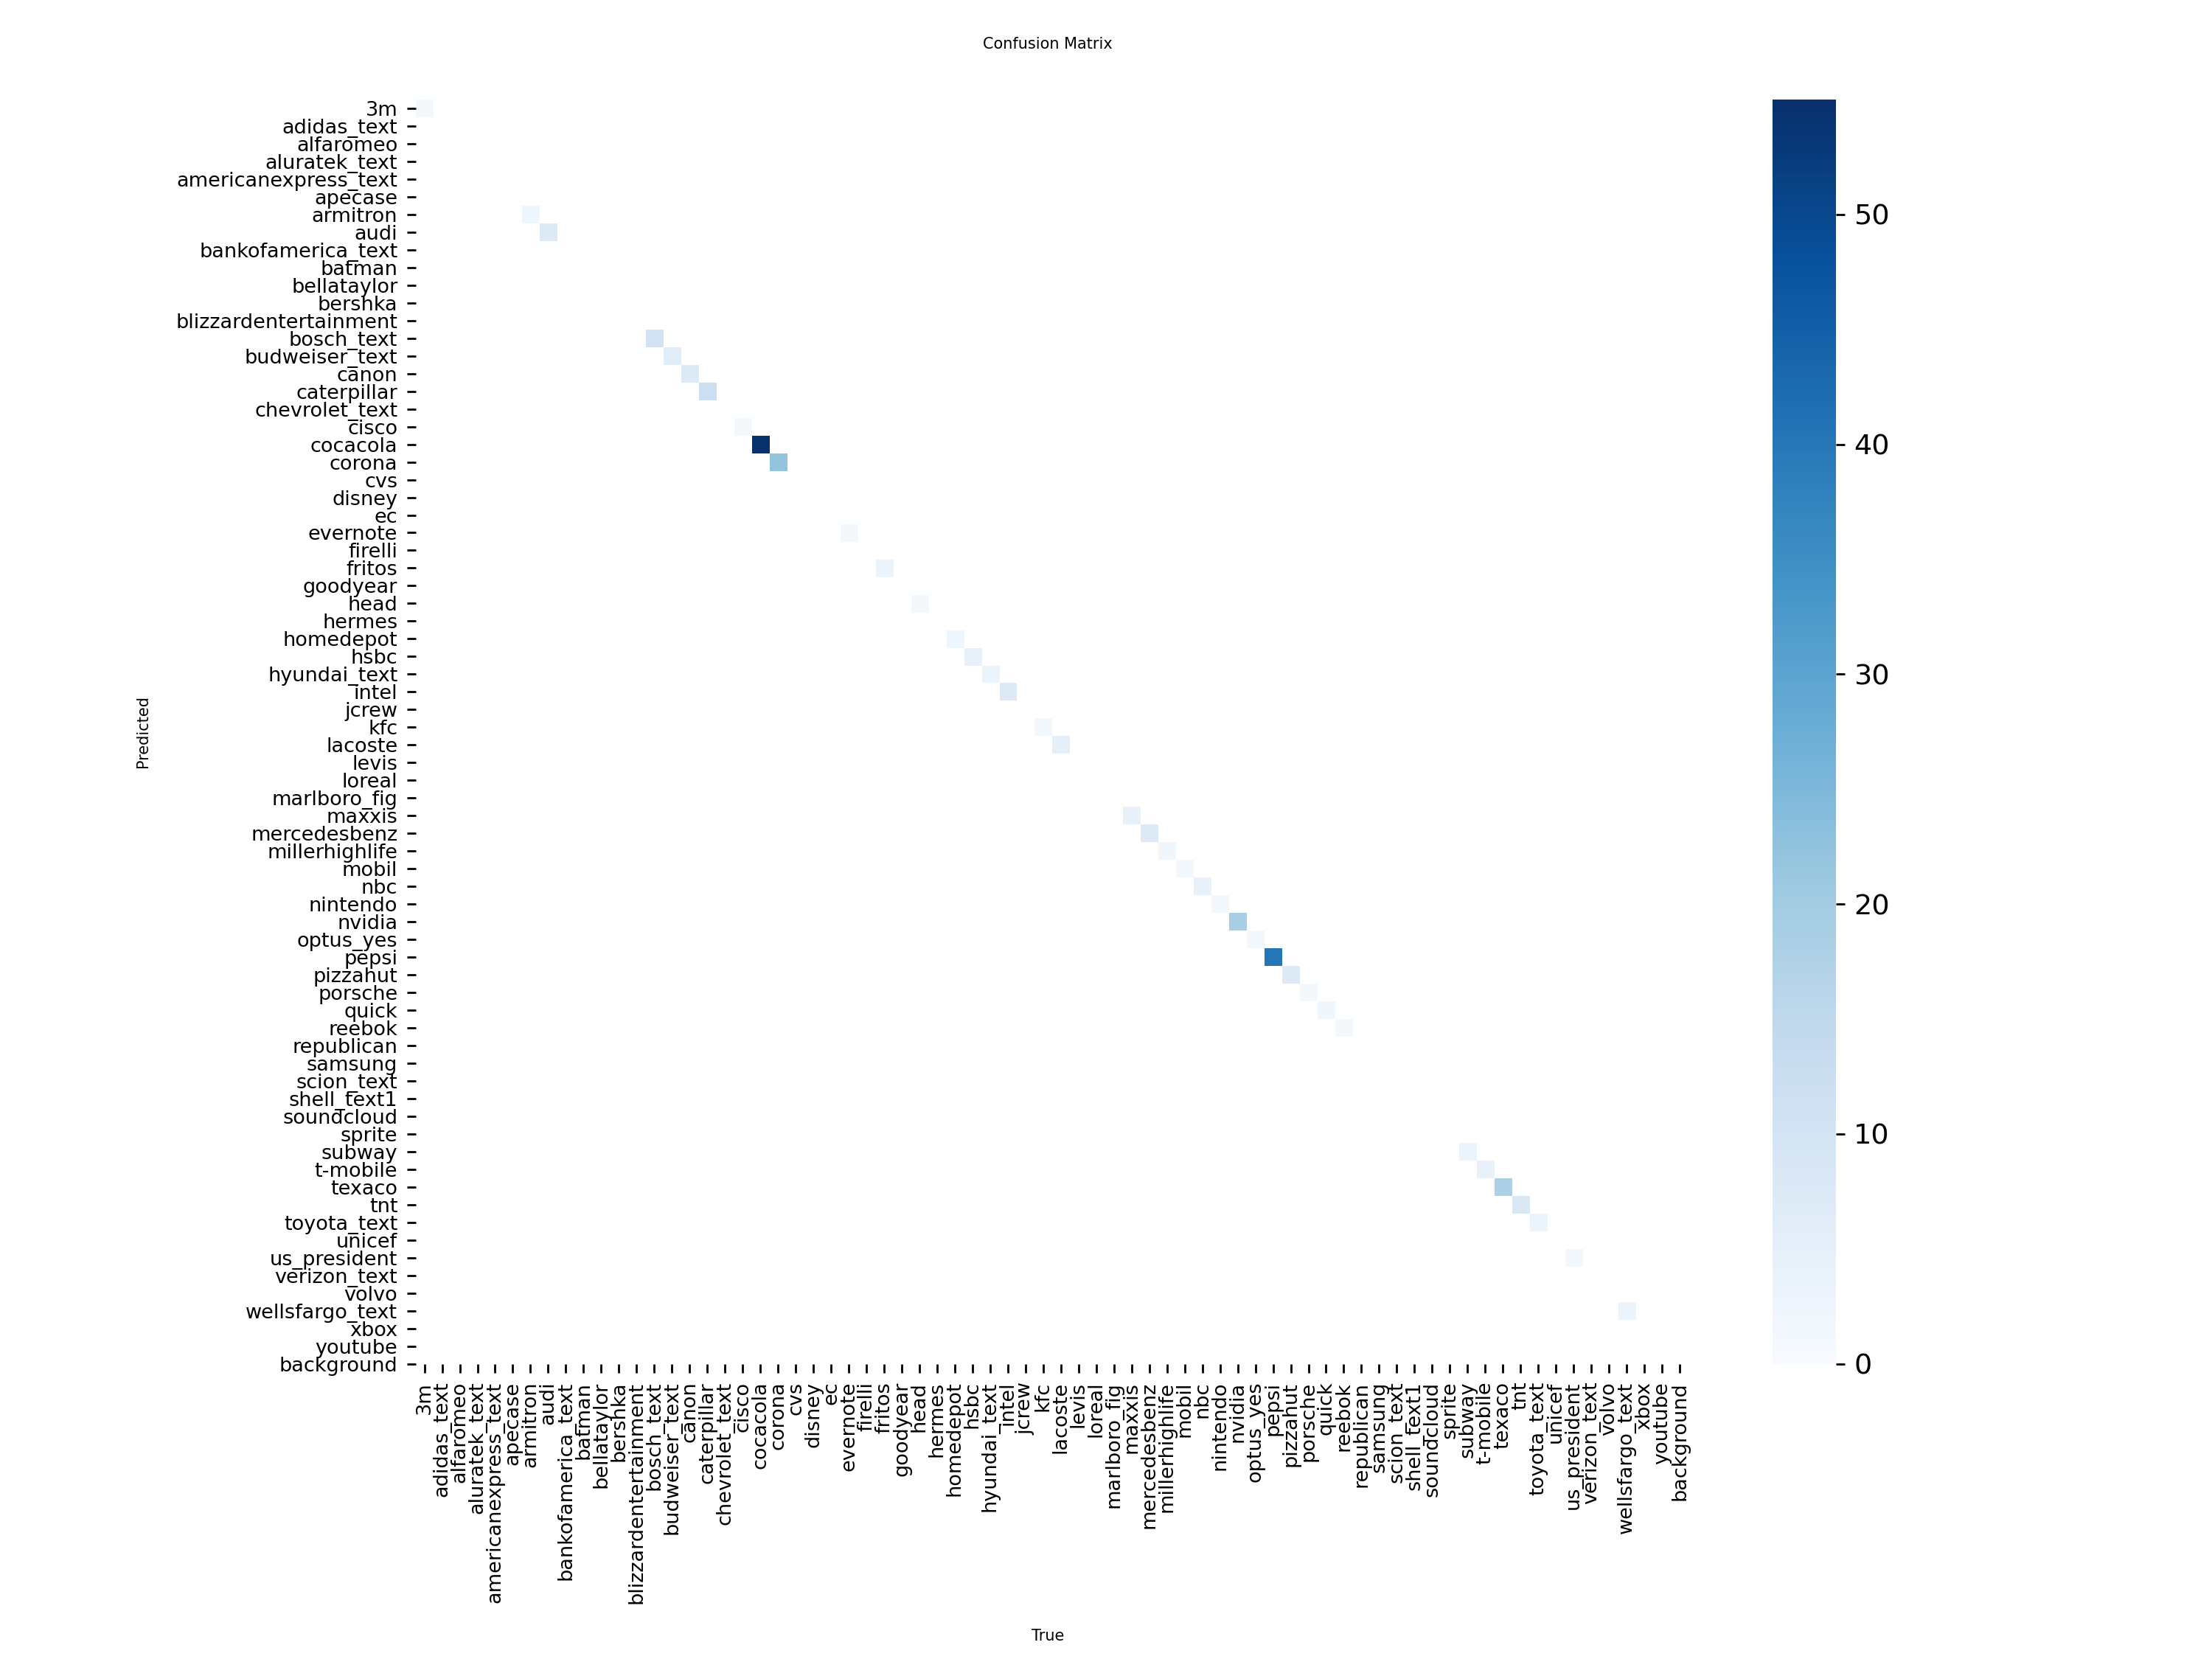 Confusion Matrix
3m
adidas_text
alfaromeo
aluratek_text
americanexpress_text
apecase
armitron
audi
bankofamerica_text
batman
bellataylor
bershka
blizzardentertainment
bosch_text
budweiser_text
canon
caterpillar
chevrolet_text
cisco
cocacola
corona
cvs
disney
ec
evernote
firelli
fritos
goodyear
head
hermes
homedepot
hsbc
hyundai_text
intel
jcrew
kfc
lacoste
levis
loreal
marlboro_fig
maxxis
mercedesbenz
millerhighlife
mobil
nbc
nintendo
nvidia
optus_yes
pepsi
pizzahut
porsche
quick
reebok
republican
samsung
scion_text
shell_text1
soundcloud
sprite
subway
t-mobile
texaco
tnt
toyota_text
unicef
us_president
verizon_text
volvo
wellsfargo_text
xbox
youtube
background
Predicted
3m
adidas_text
alfaromeo
aluratek_text
americanexpress_text
apecase
armitron
audi
bankofamerica_text
batman
bellataylor
bershka
blizzardentertainment
bosch_text
budweiser_text
canon
caterpillar
chevrolet_text
cisco
cocacola
corona
cvs
disney
ec
evernote
firelli
fritos
goodyear
head
hermes
homedepot
hsbc
hyundai_text
intel
jcrew
kfc
lacoste
levis
loreal
marlboro_fig
maxxis
mercedesbenz
millerhighlife
mobil
nbc
nintendo
nvidia
optus_yes
pepsi
pizzahut
porsche
quick
reebok
republican
samsung
scion_text
shell_text1
soundcloud
sprite
subway
t-mobile
texaco
tnt
toyota_text
unicef
us_president
verizon_text
volvo
wellsfargo_text
xbox
youtube
background
True
50
40
30
20
10
0